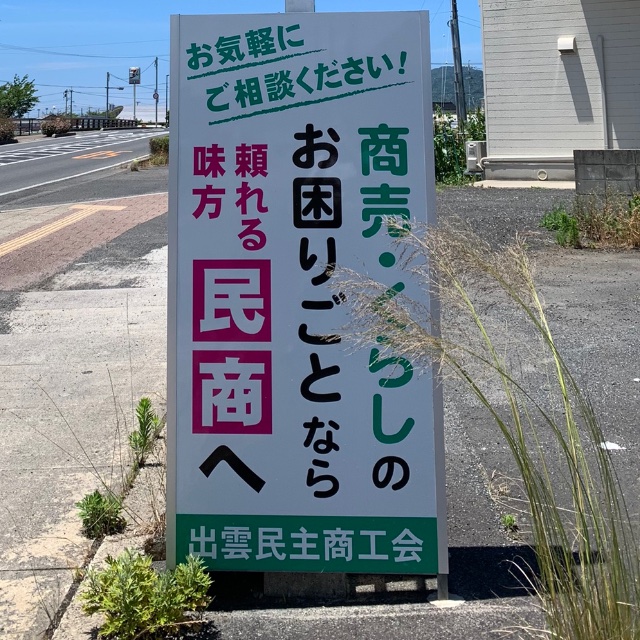 お気軽に
ご相談ください!
商売・くらしの
お困りごとなら
頼れる
味方
民商へ
出雲民主商工会